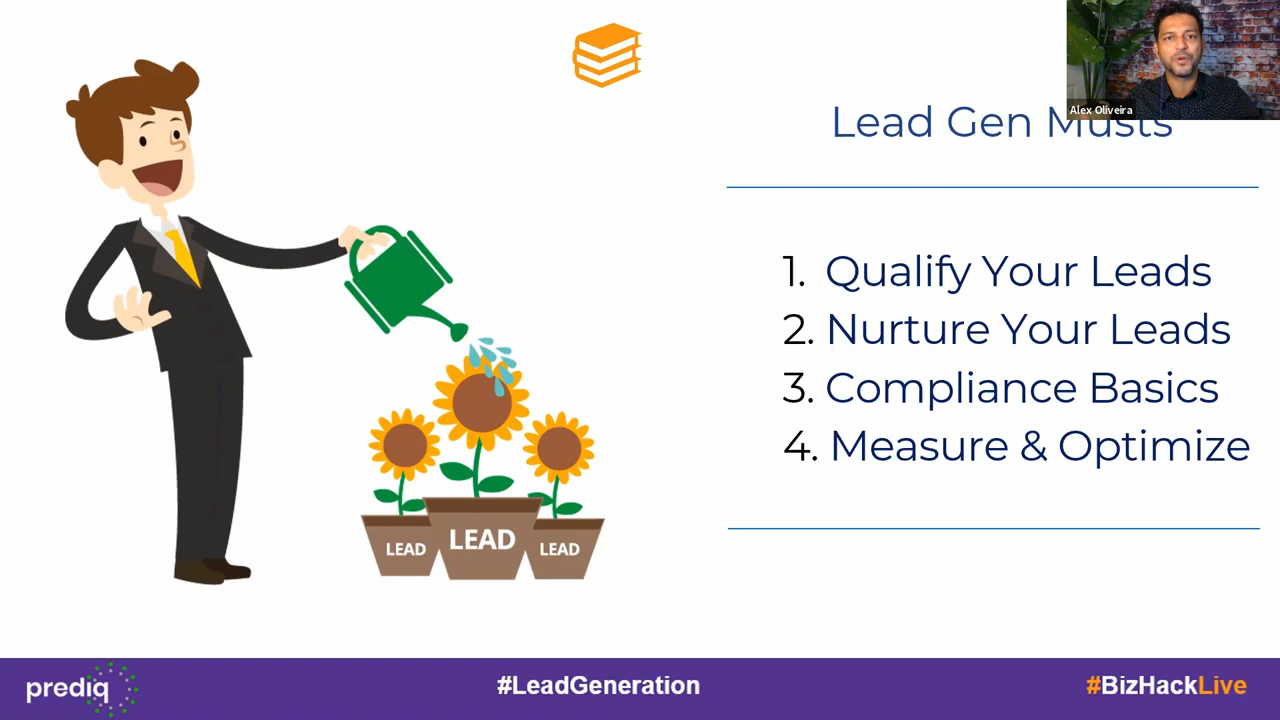 Alex Oliveira
Lead Gen Musts
1. Qualify Your Leads
2. Nurture Your Leads
3. Compliance Basics
4. Measure & Optimize
LEAD LEAD LEAD
prediq
#LeadGeneration
#BizHackLive